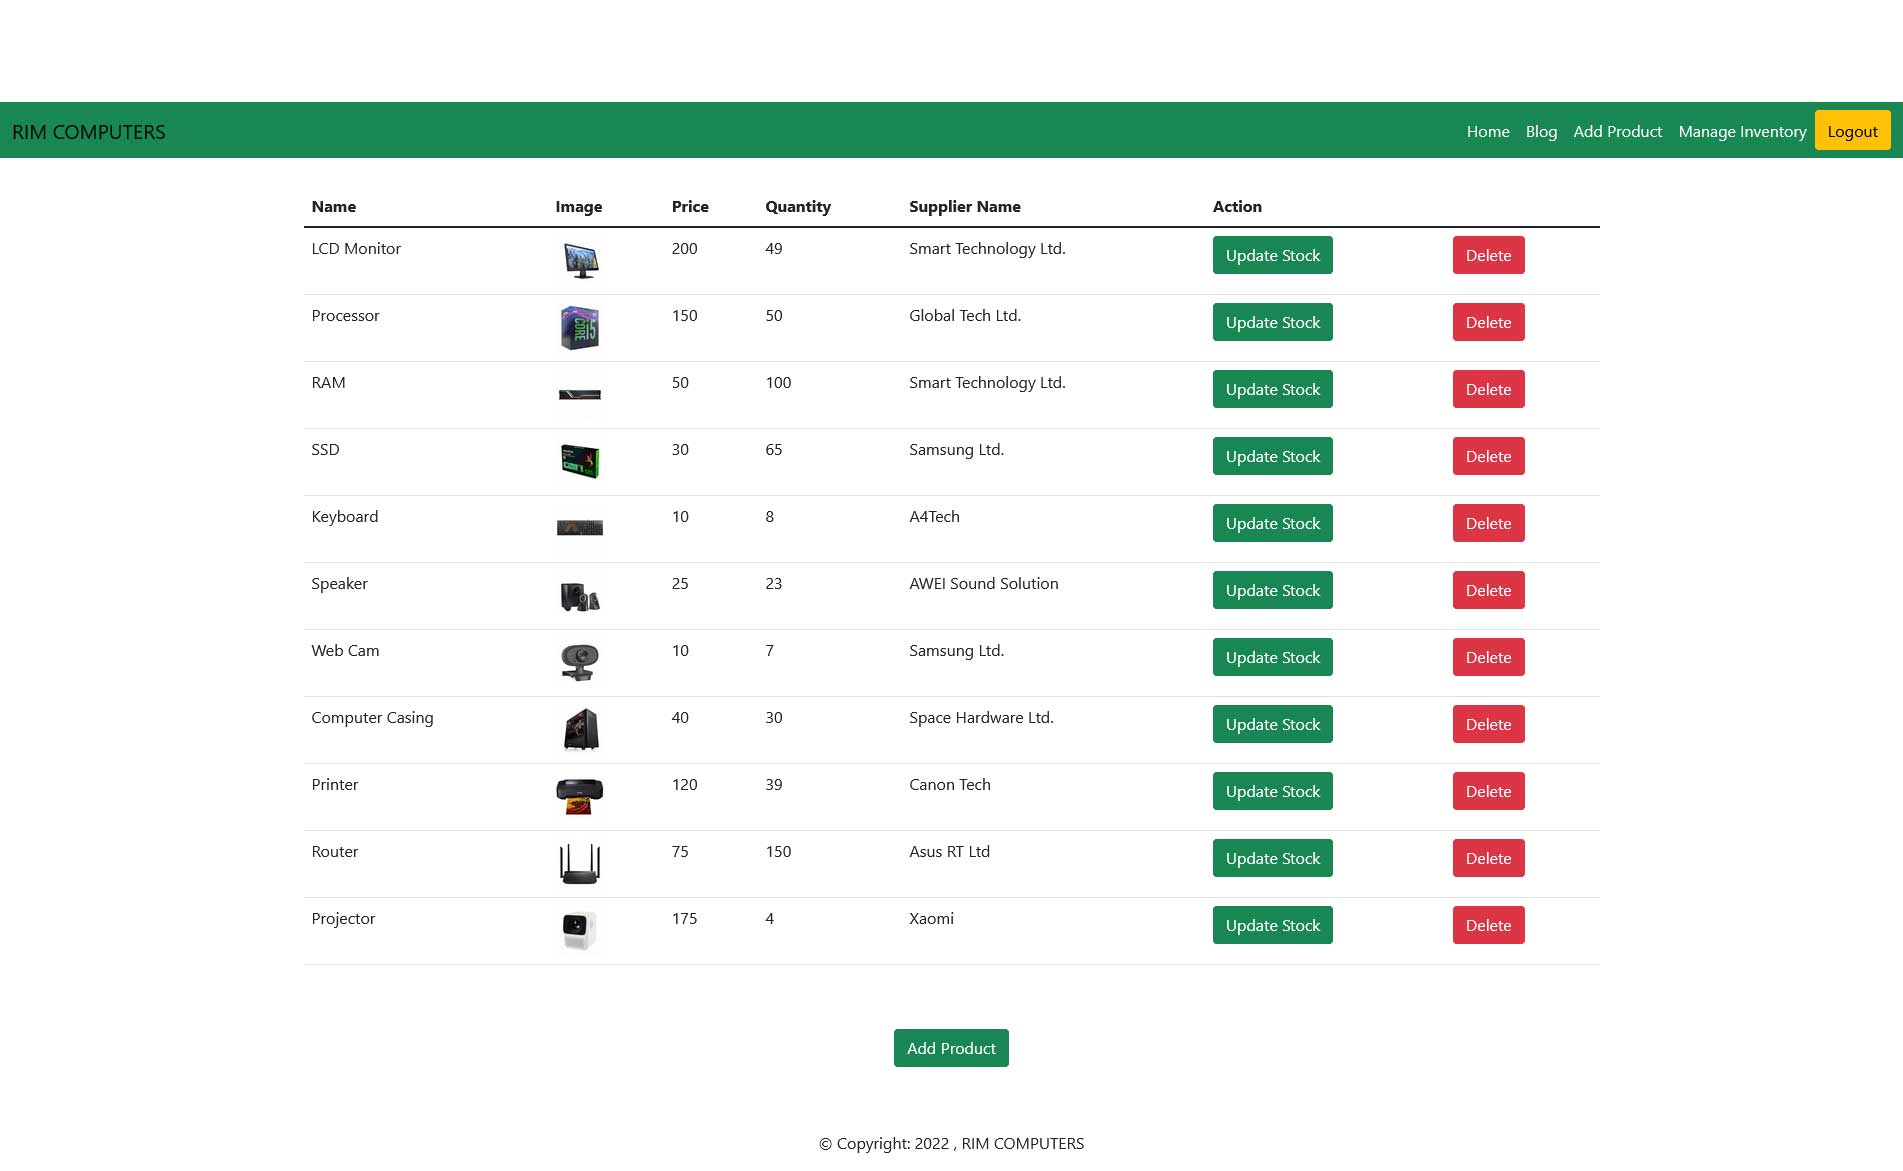 RIM COMPUTERS Home Blog Add Product Manage Inventory Logout
Name Image Price Quantity Supplier Name Action
LCD Monitor 200 49 Smart Technology Ltd. Update Stock Delete
Processor CORE i5 150 50 Global Tech Ltd. Update Stock Delete
RAM 50 100 Smart Technology Ltd. Update Stock Delete
SSD 30 65 Samsung Ltd. Update Stock Delete
Keyboard 10 8 A4Tech Update Stock Delete
Speaker 25 23 AWEI Sound Solution Update Stock Delete
Web Cam 10 7 Samsung Ltd. Update Stock Delete
Computer Casing 40 30 Space Hardware Ltd. Update Stock Delete
Printer 120 39 Canon Tech Update Stock Delete
Router 75 150 Asus RT Ltd Update Stock Delete
Projector 175 4 Xaomi Update Stock Delete
Add Product
© Copyright: 2022 , RIM COMPUTERS